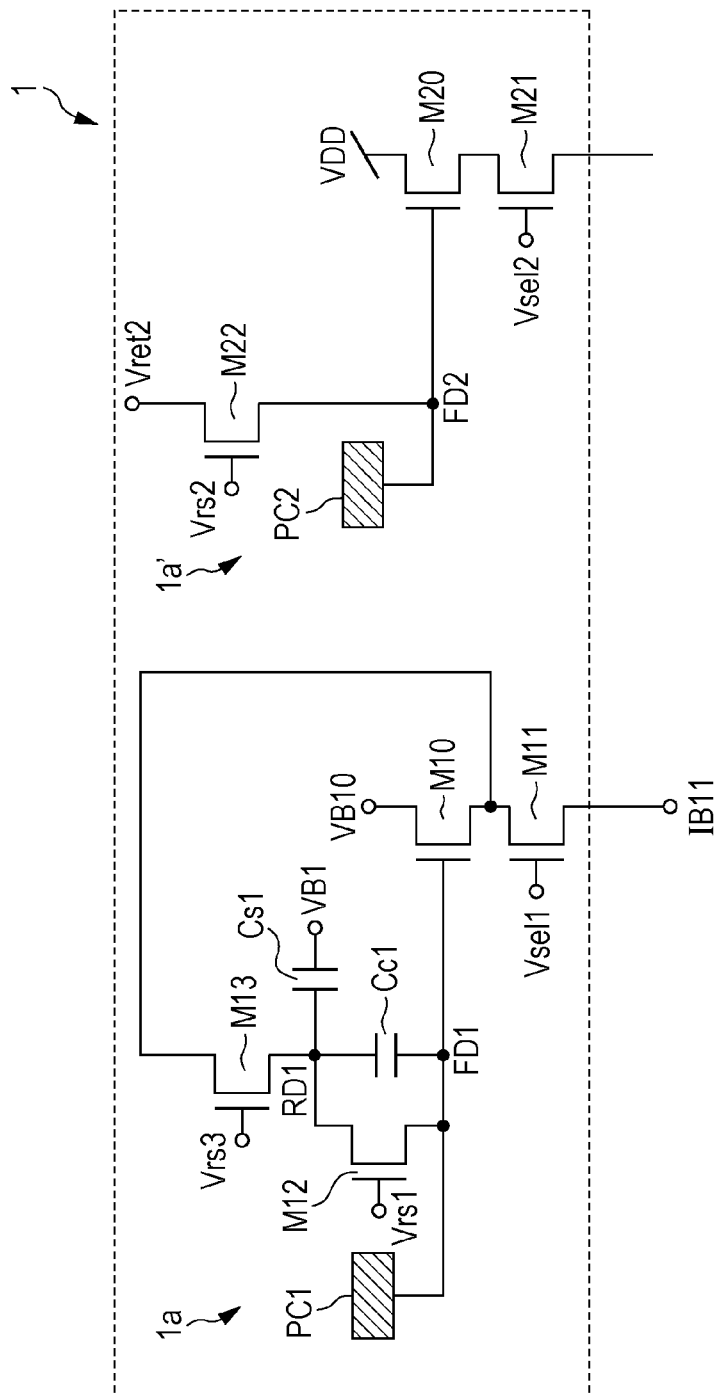 1
1a
PC1
Vrs1
M12
Vrs3
M13
RD1
Cs1
VB1
Cc1
FD1
VB10
M10
M11
Vsel1
IB11
1a'
PC2
Vrs2
Vret2
M22
FD2
VDD
M20
M21
Vsel2